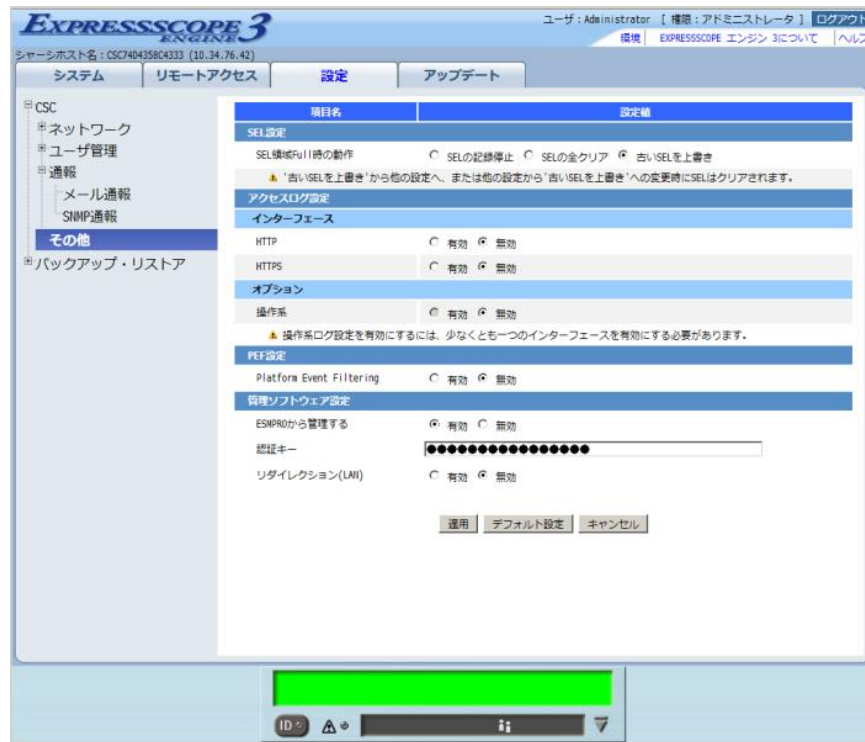 EXPRESSSCOPE
ENGINE 3
ユーザ:Administrator [ 権限:アドミニストレータ ] ログアウト
環境 EXPRESSSCOPE エンジン 3について ヘルプ
シャーシホスト名:CSC74D435BC4333 (10.34.76.42)
システム リモートアクセス 設定 アップデート
CSC
ネットワーク
ユーザ管理
通報
メール通報
SNMP通報
その他
バックアップ・リストア
項目名 設定値
SEL設定
SEL領域Full時の動作 SELの記録停止 SELの全クリア 古いSELを上書き
'古いSELを上書き'から他の設定へ、または他の設定から'古いSELを上書き'への変更時にSELはクリアされます。
アクセスログ設定
インターフェース
HTTP 有効 無効
HTTPS 有効 無効
オプション
操作系 有効 無効
操作系ログ設定を有効にするには、少なくとも一つのインターフェースを有効にする必要があります。
PEF設定
Platform Event Filtering 有効 無効
管理ソフトウェア設定
ESMPROから管理する 有効 無効
認証キー ●●●●●●●●●●●●●●●●
リダイレクション(LAN) 有効 無効
適用 デフォルト設定 キャンセル
ID